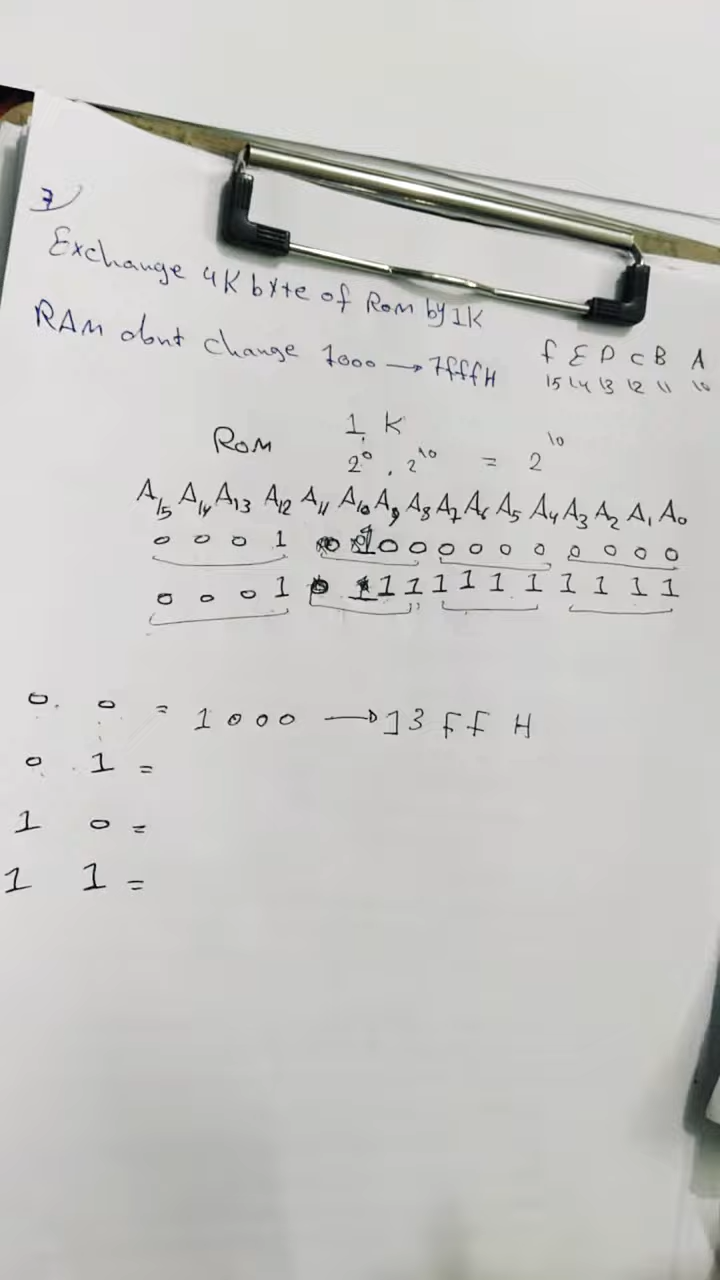 7
Exchange 4K byte of Rom by 1K
RAM dont change 7000 → 7fffH
f E D C B A
15 14 13 12 11 10
Rom 1 K
2⁰ . 2¹⁰ = 2¹⁰
A15 A14 A13 A12 A11 A10 A9 A8 A7 A6 A5 A4 A3 A2 A1 A0
0 0 0 1 0 1 0 0 0 0 0 0 0 0 0 0
0 0 0 1 0 1 1 1 1 1 1 1 1 1 1 1
0. 0 = 1000 → 13ffH
0 1 =
1 0 =
1 1 =